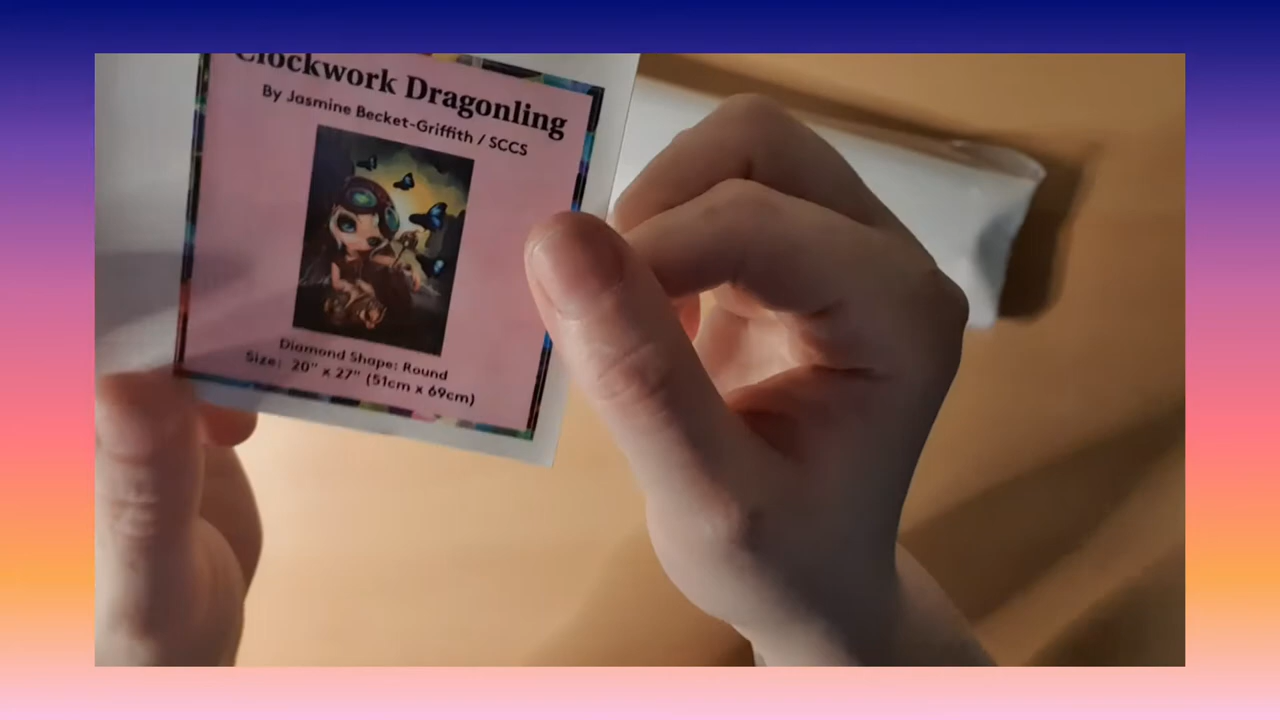 Clockwork Dragonling
By Jasmine Becket-Griffith / SCCS
Diamond Shape: Round
Size: 20" x 27" (51cm x 69cm)